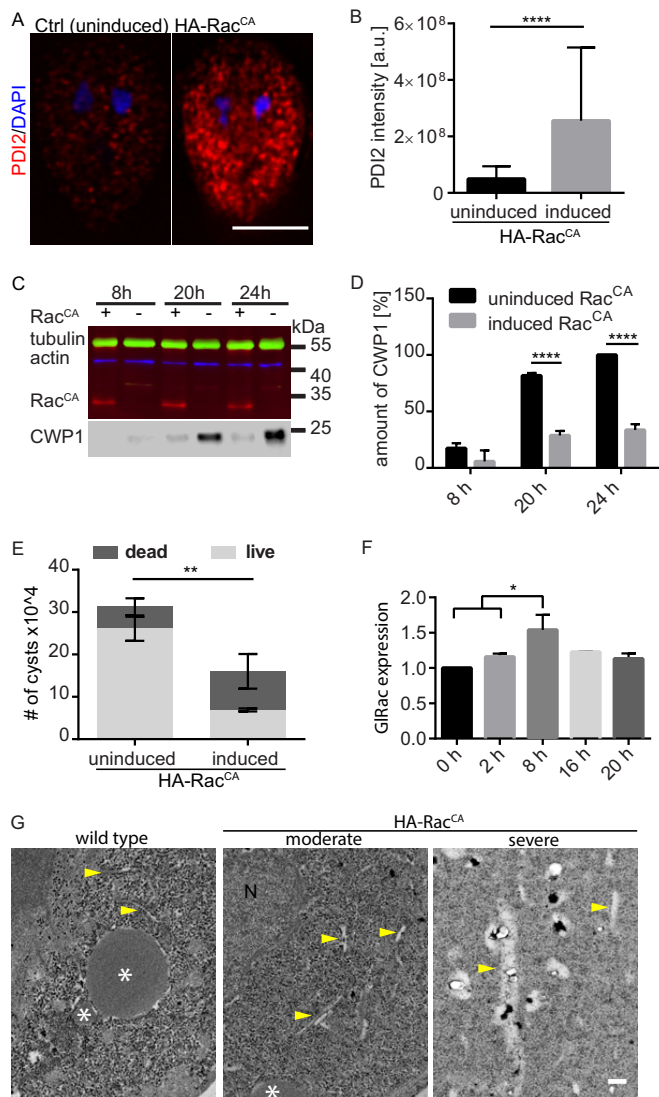 A
Ctrl (uninduced) HA-Rac^CA
PDI2/DAPI
B
****
PDI2 intensity [a.u.]
6×10^8
4×10^8
2×10^8
0
uninduced induced
HA-Rac^CA
C
8h 20h 24h
Rac^CA + - + - + -
kDa
tubulin
actin
Rac^CA
CWP1
55
40
35
25
D
uninduced Rac^CA
induced Rac^CA
amount of CWP1 [%]
150
100
50
0
**** ****
8 h 20 h 24 h
E
dead live
# of cysts x10^4
40
30
20
10
0
**
uninduced induced
HA-Rac^CA
F
GlRac expression
2.0
1.5
1.0
0.5
0.0
*
0 h 2 h 8 h 16 h 20 h
G
HA-Rac^CA
wild type moderate severe
N
* * *